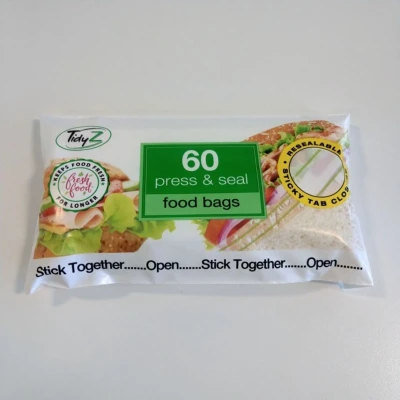 TidyZ
KEEPS FOOD FRESH
Fresh
food
FOR LONGER
60
press & seal
food bags
RESEALABLE
STICKY TAB CLOS
Stick Together.......Open.......Stick Together.......Open........